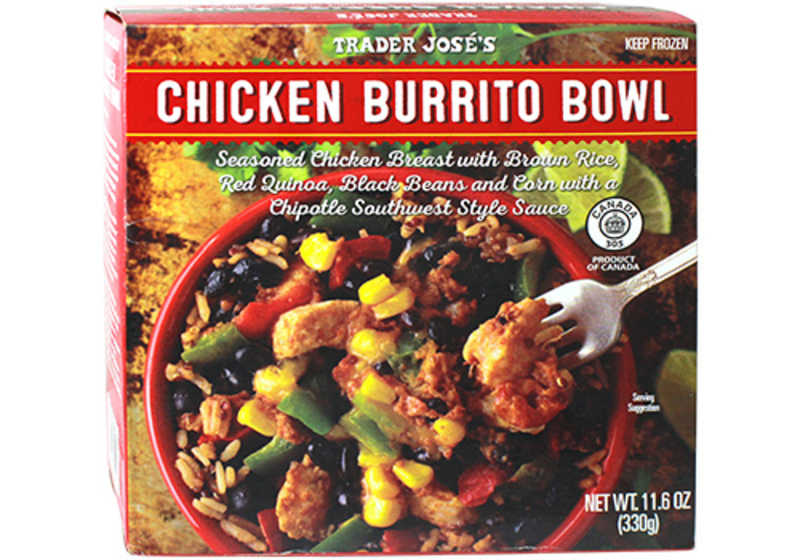 TRADER JOSÉ'S
KEEP FROZEN
CHICKEN BURRITO BOWL
Seasoned Chicken Breast with Brown Rice,
Red Quinoa, Black Beans and Corn with a
Chipotle Southwest Style Sauce
CANADA
305
PRODUCT
OF CANADA
Serving
Suggestion
NET WT. 11.6 OZ
(330g)